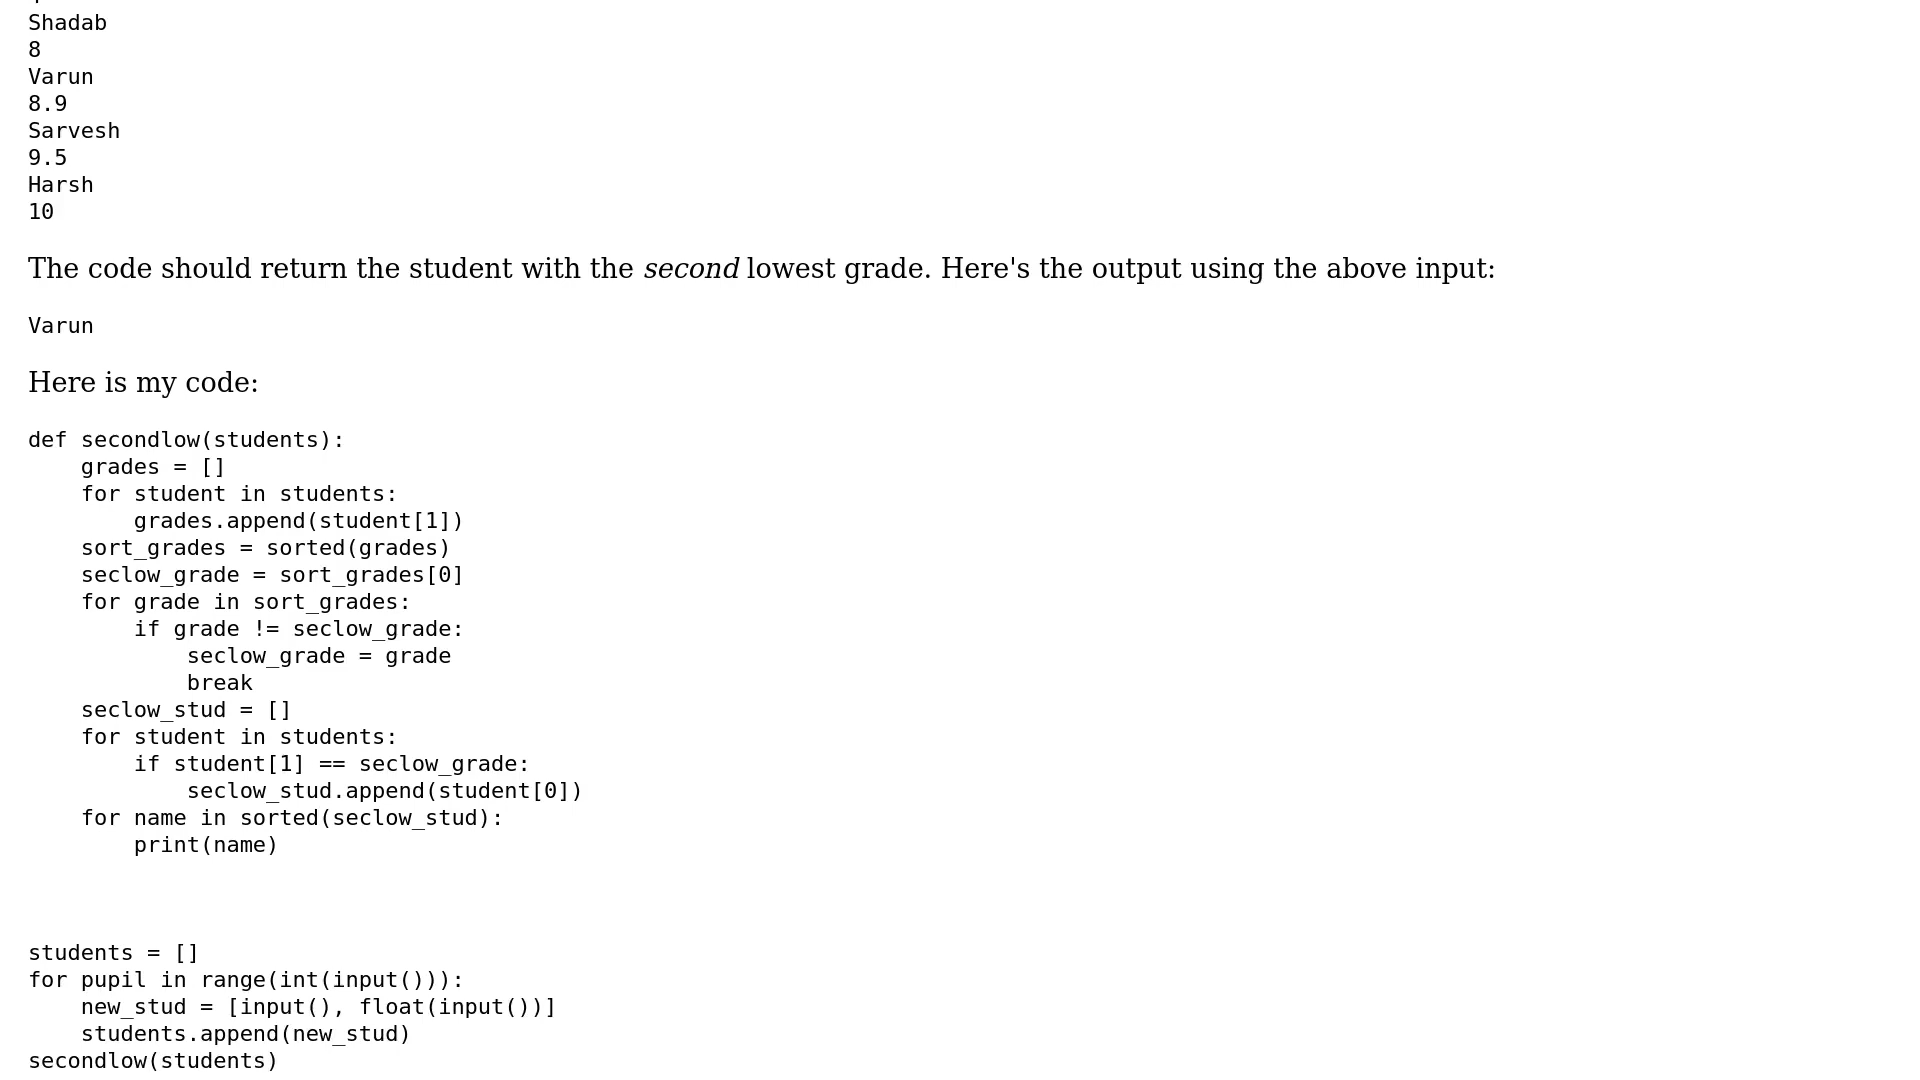 Shadab
8
Varun
8.9
Sarvesh
9.5
Harsh
10
The code should return the student with the second lowest grade. Here's the output using the above input:
Varun
Here is my code:
def secondlow(students):
    grades = []
    for student in students:
        grades.append(student[1])
    sort_grades = sorted(grades)
    seclow_grade = sort_grades[0]
    for grade in sort_grades:
        if grade != seclow_grade:
            seclow_grade = grade
            break
    seclow_stud = []
    for student in students:
        if student[1] == seclow_grade:
            seclow_stud.append(student[0])
    for name in sorted(seclow_stud):
        print(name)
students = []
for pupil in range(int(input())):
    new_stud = [input(), float(input())]
    students.append(new_stud)
secondlow(students)